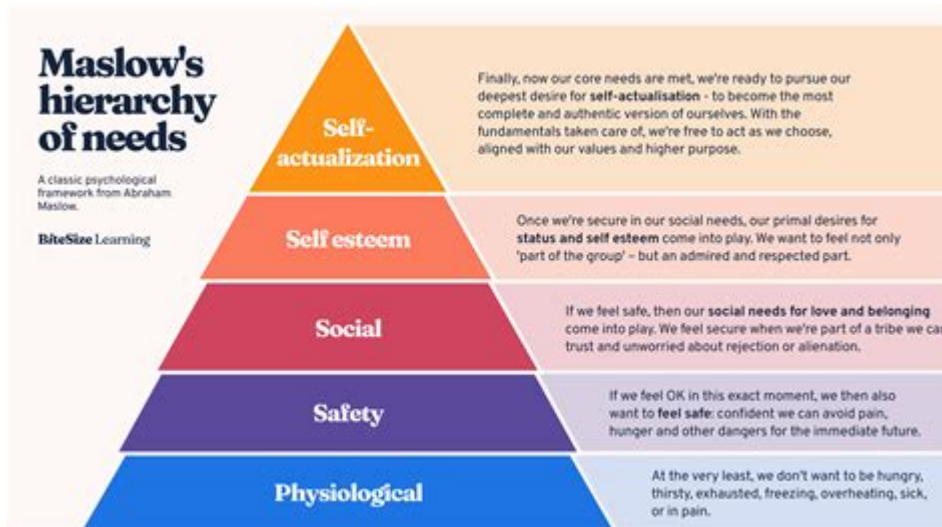 Maslow's
hierarchy
of needs
A classic psychological
framework from Abraham
Maslow.
BiteSize Learning
Self-
actualization
Finally, now our core needs are met, we're ready to pursue our
deepest desire for self-actualisation - to become the most
complete and authentic version of ourselves. With the
fundamentals taken care of, we're free to act as we choose,
aligned with our values and higher purpose.
Self esteem
Once we're secure in our social needs, our primal desires for
status and self esteem come into play. We want to feel not only
'part of the group' – but an admired and respected part.
Social
If we feel safe, then our social needs for love and belonging
come into play. We feel secure when we're part of a tribe we can
trust and unworried about rejection or alienation.
Safety
If we feel OK in this exact moment, we then also
want to feel safe: confident we can avoid pain,
hunger and other dangers for the immediate future.
Physiological
At the very least, we don't want to be hungry,
thirsty, exhausted, freezing, overheating, sick,
or in pain.